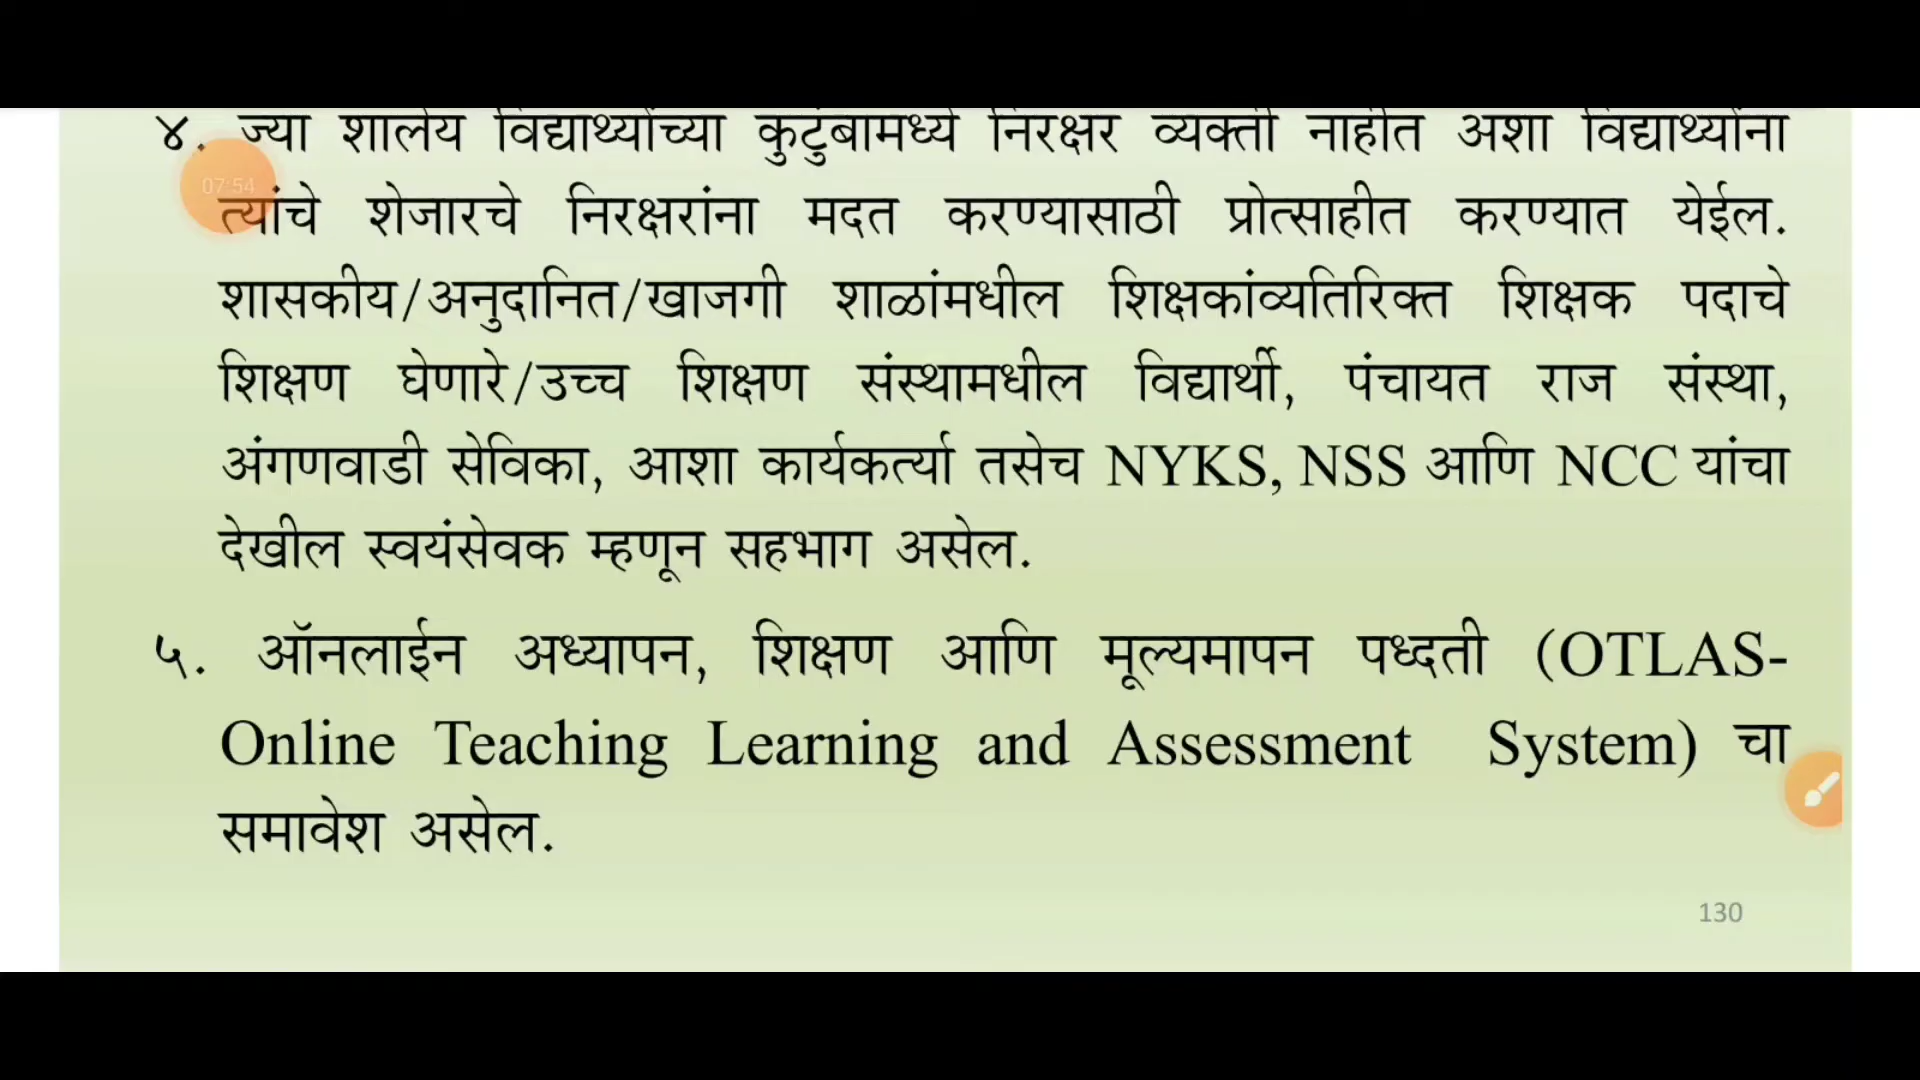 ४. ज्या शालेय विद्यार्थ्यांच्या कुटुंबामध्ये निरक्षर व्यक्ती नाहीत अशा विद्यार्थ्यांना
07:54
त्यांचे शेजारचे निरक्षरांना मदत करण्यासाठी प्रोत्साहीत करण्यात येईल.
शासकीय/अनुदानित/खाजगी शाळांमधील शिक्षकांव्यतिरिक्त शिक्षक पदाचे
शिक्षण घेणारे/उच्च शिक्षण संस्थामधील विद्यार्थी, पंचायत राज संस्था,
अंगणवाडी सेविका, आशा कार्यकर्त्या तसेच NYKS, NSS आणि NCC यांचा
देखील स्वयंसेवक म्हणून सहभाग असेल.
५. ऑनलाईन अध्यापन, शिक्षण आणि मूल्यमापन पध्दती (OTLAS-
Online Teaching Learning and Assessment System) चा
समावेश असेल.
130